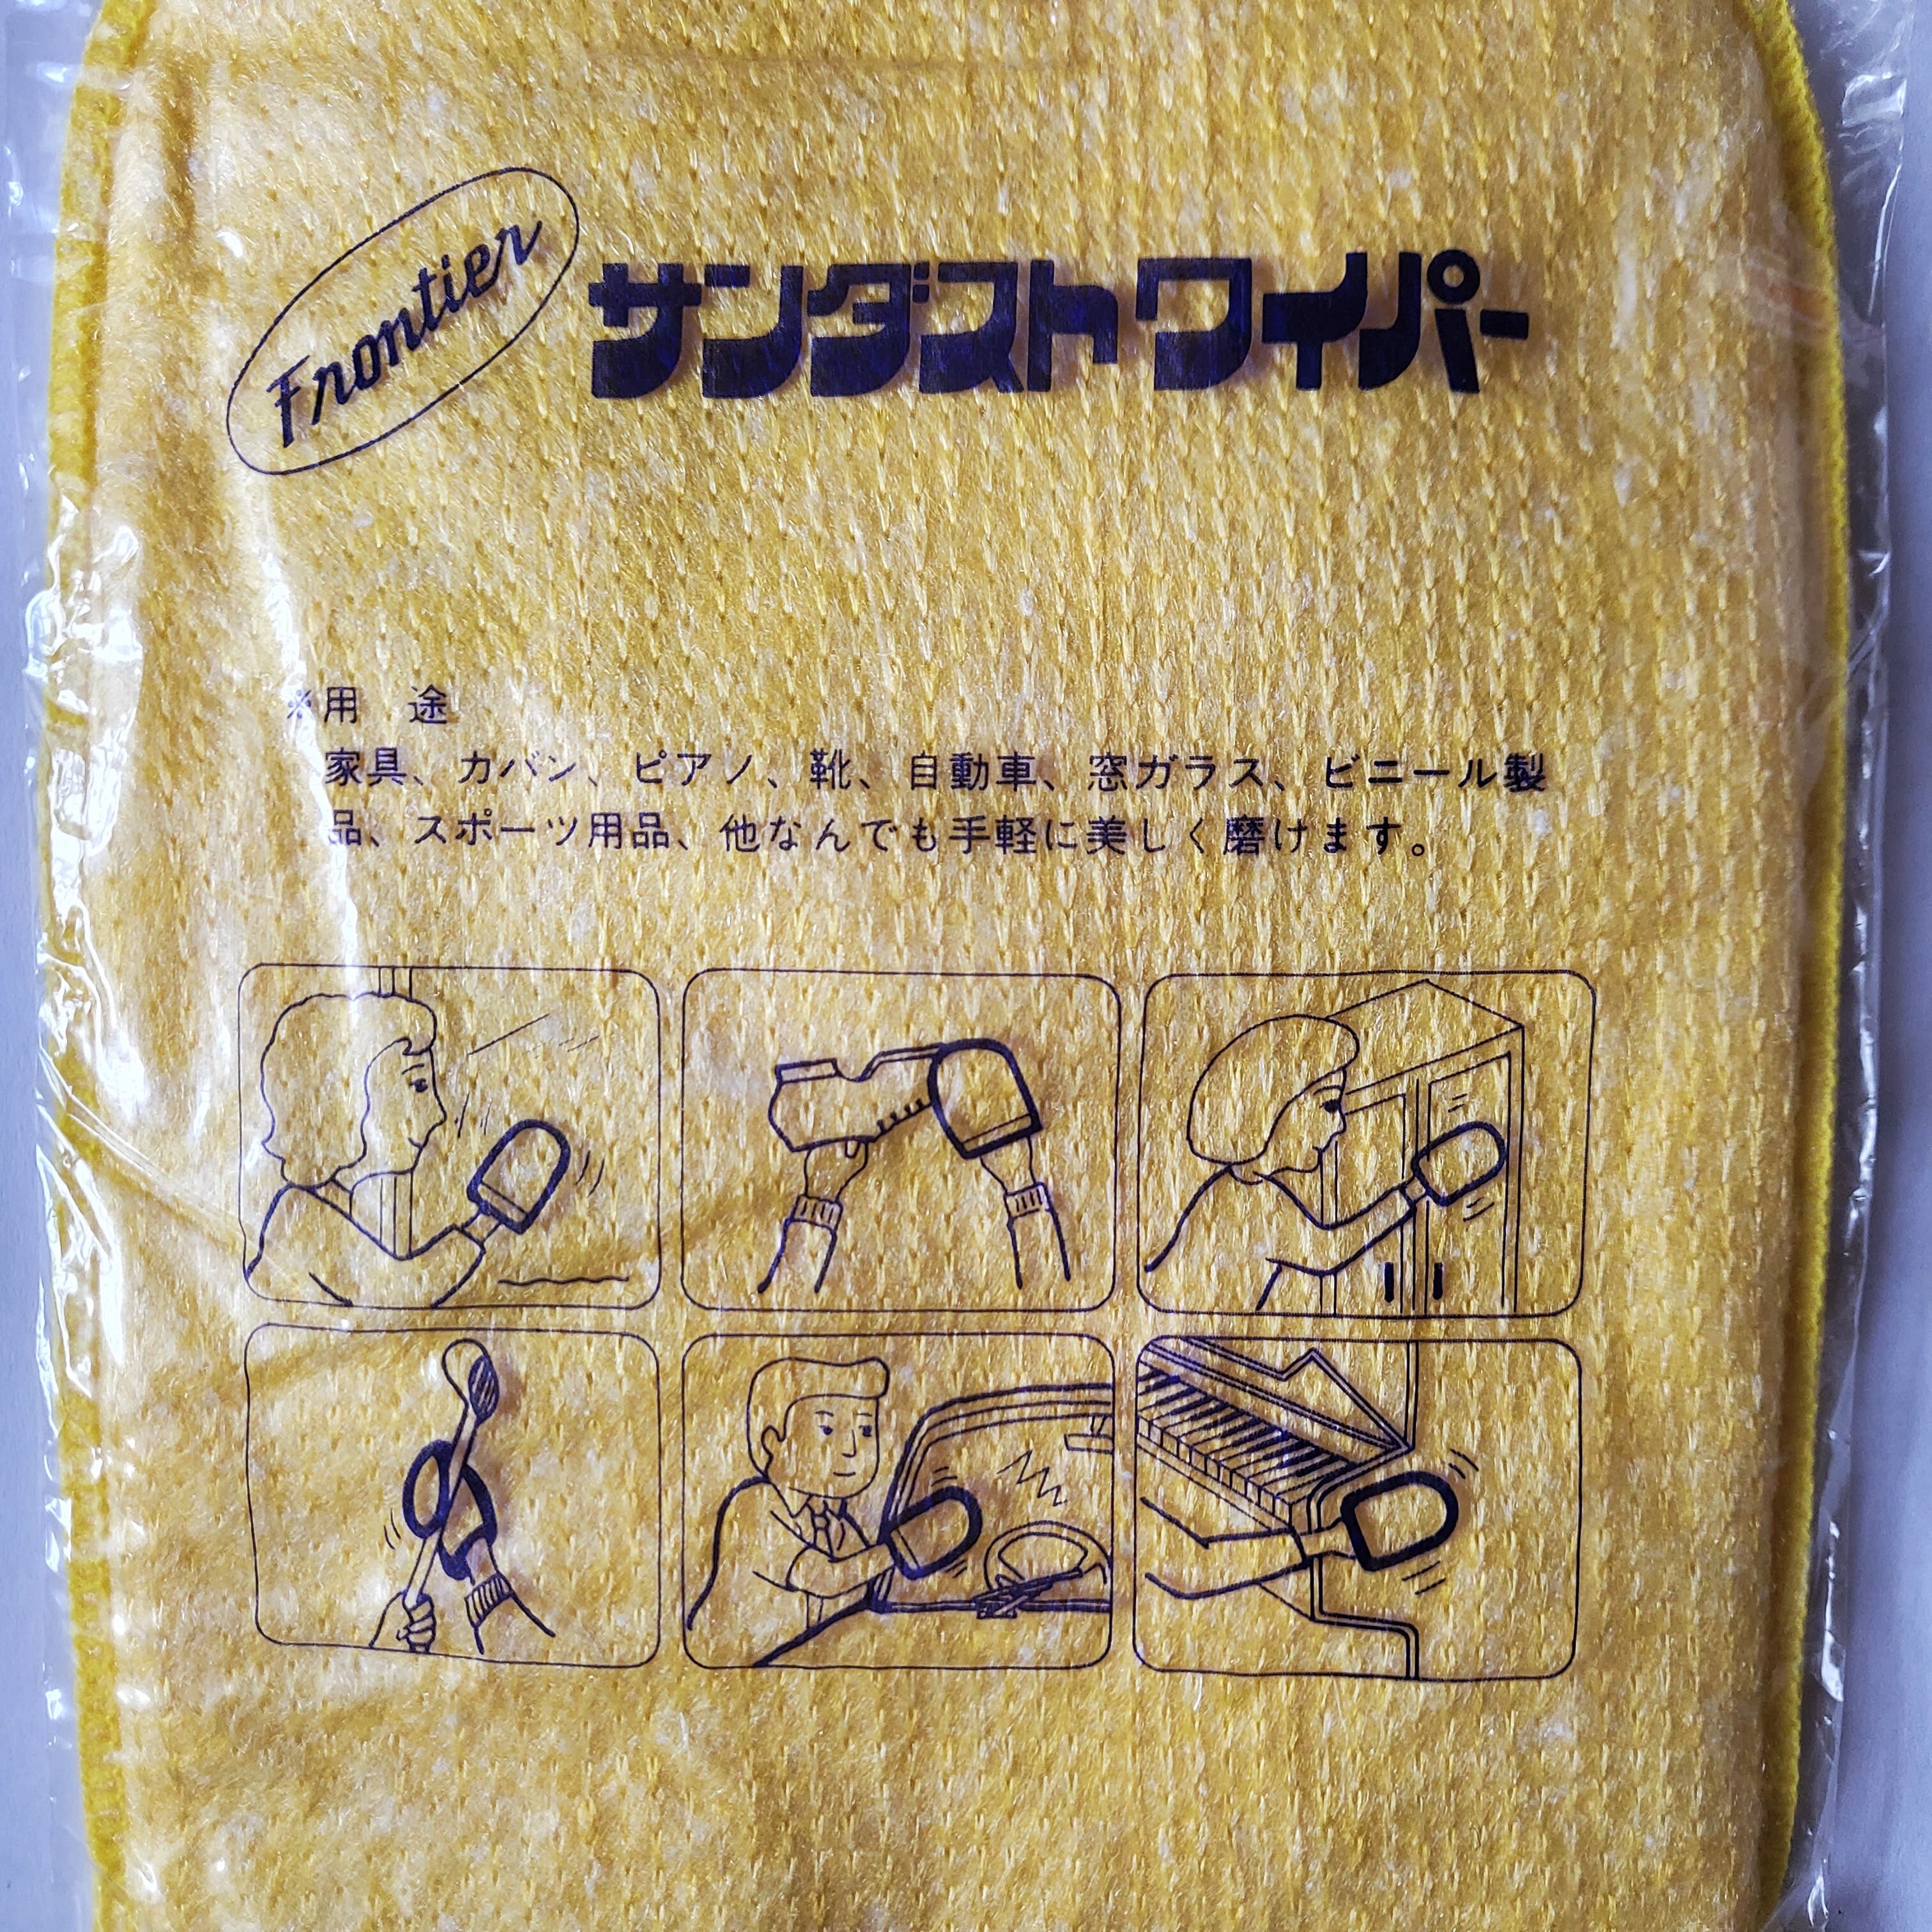 Frontier サンダストワイパー
※用　途
家具、カバン、ピアノ、靴、自動車、窓ガラス、ビニール製
品、スポーツ用品、他なんでも手軽に美しく磨けます。